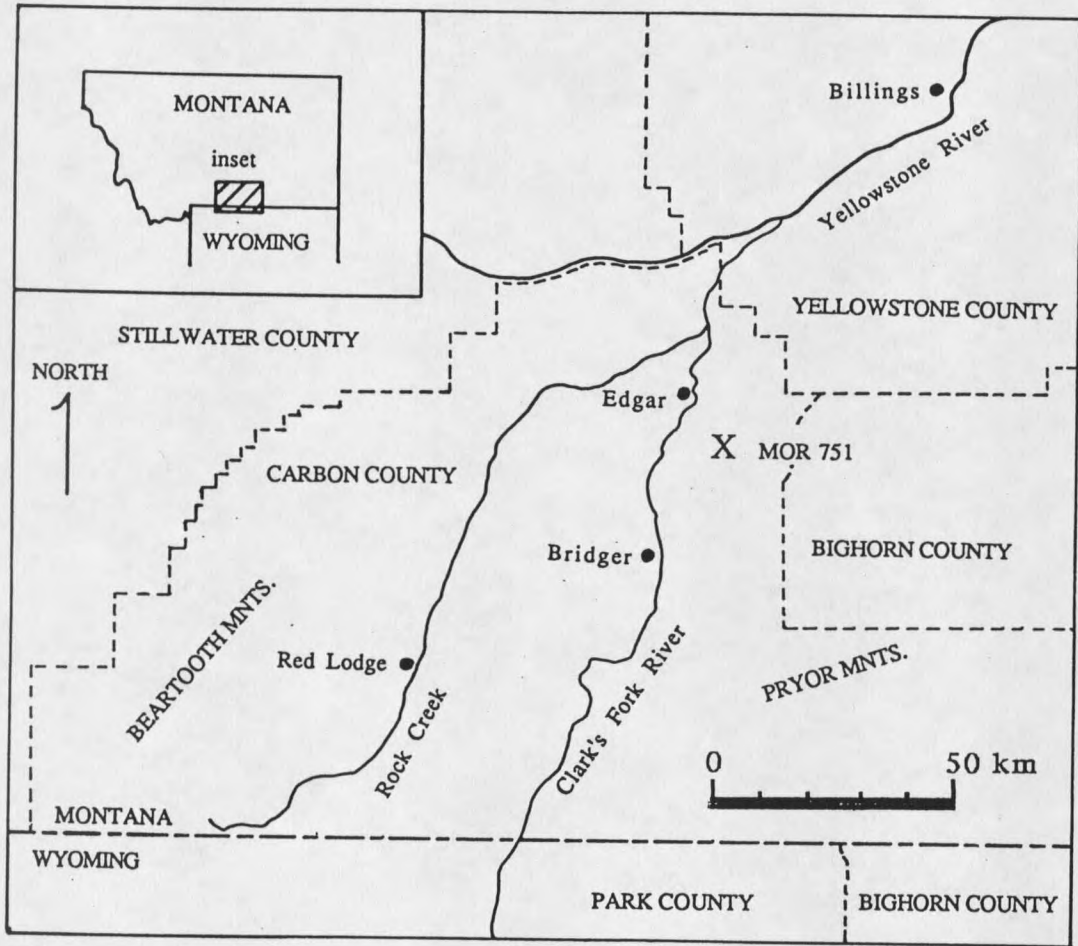 MONTANA
inset
WYOMING
Billings
Yellowstone River
STILLWATER COUNTY
YELLOWSTONE COUNTY
NORTH
Edgar
X MOR 751
CARBON COUNTY
Bridger
BIGHORN COUNTY
BEARTOOTH MNTS.
Red Lodge
Rock Creek
Clark's Fork River
PRYOR MNTS.
0 50 km
MONTANA
WYOMING
PARK COUNTY
BIGHORN COUNTY